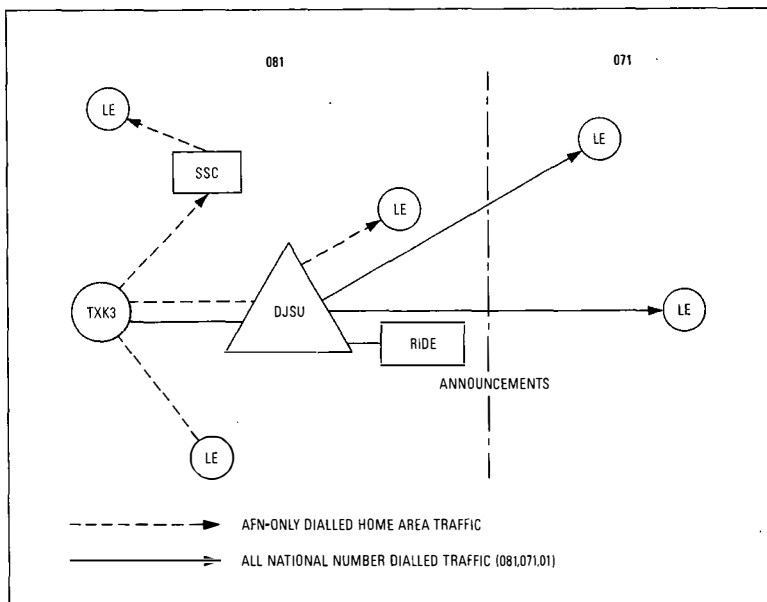 081
071
LE
LE
SSC
LE
TXK3
DJSU
LE
RIDE
ANNOUNCEMENTS
LE
AFN-ONLY DIALLED HOME AREA TRAFFIC
ALL NATIONAL NUMBER DIALLED TRAFFIC (081,071,01)